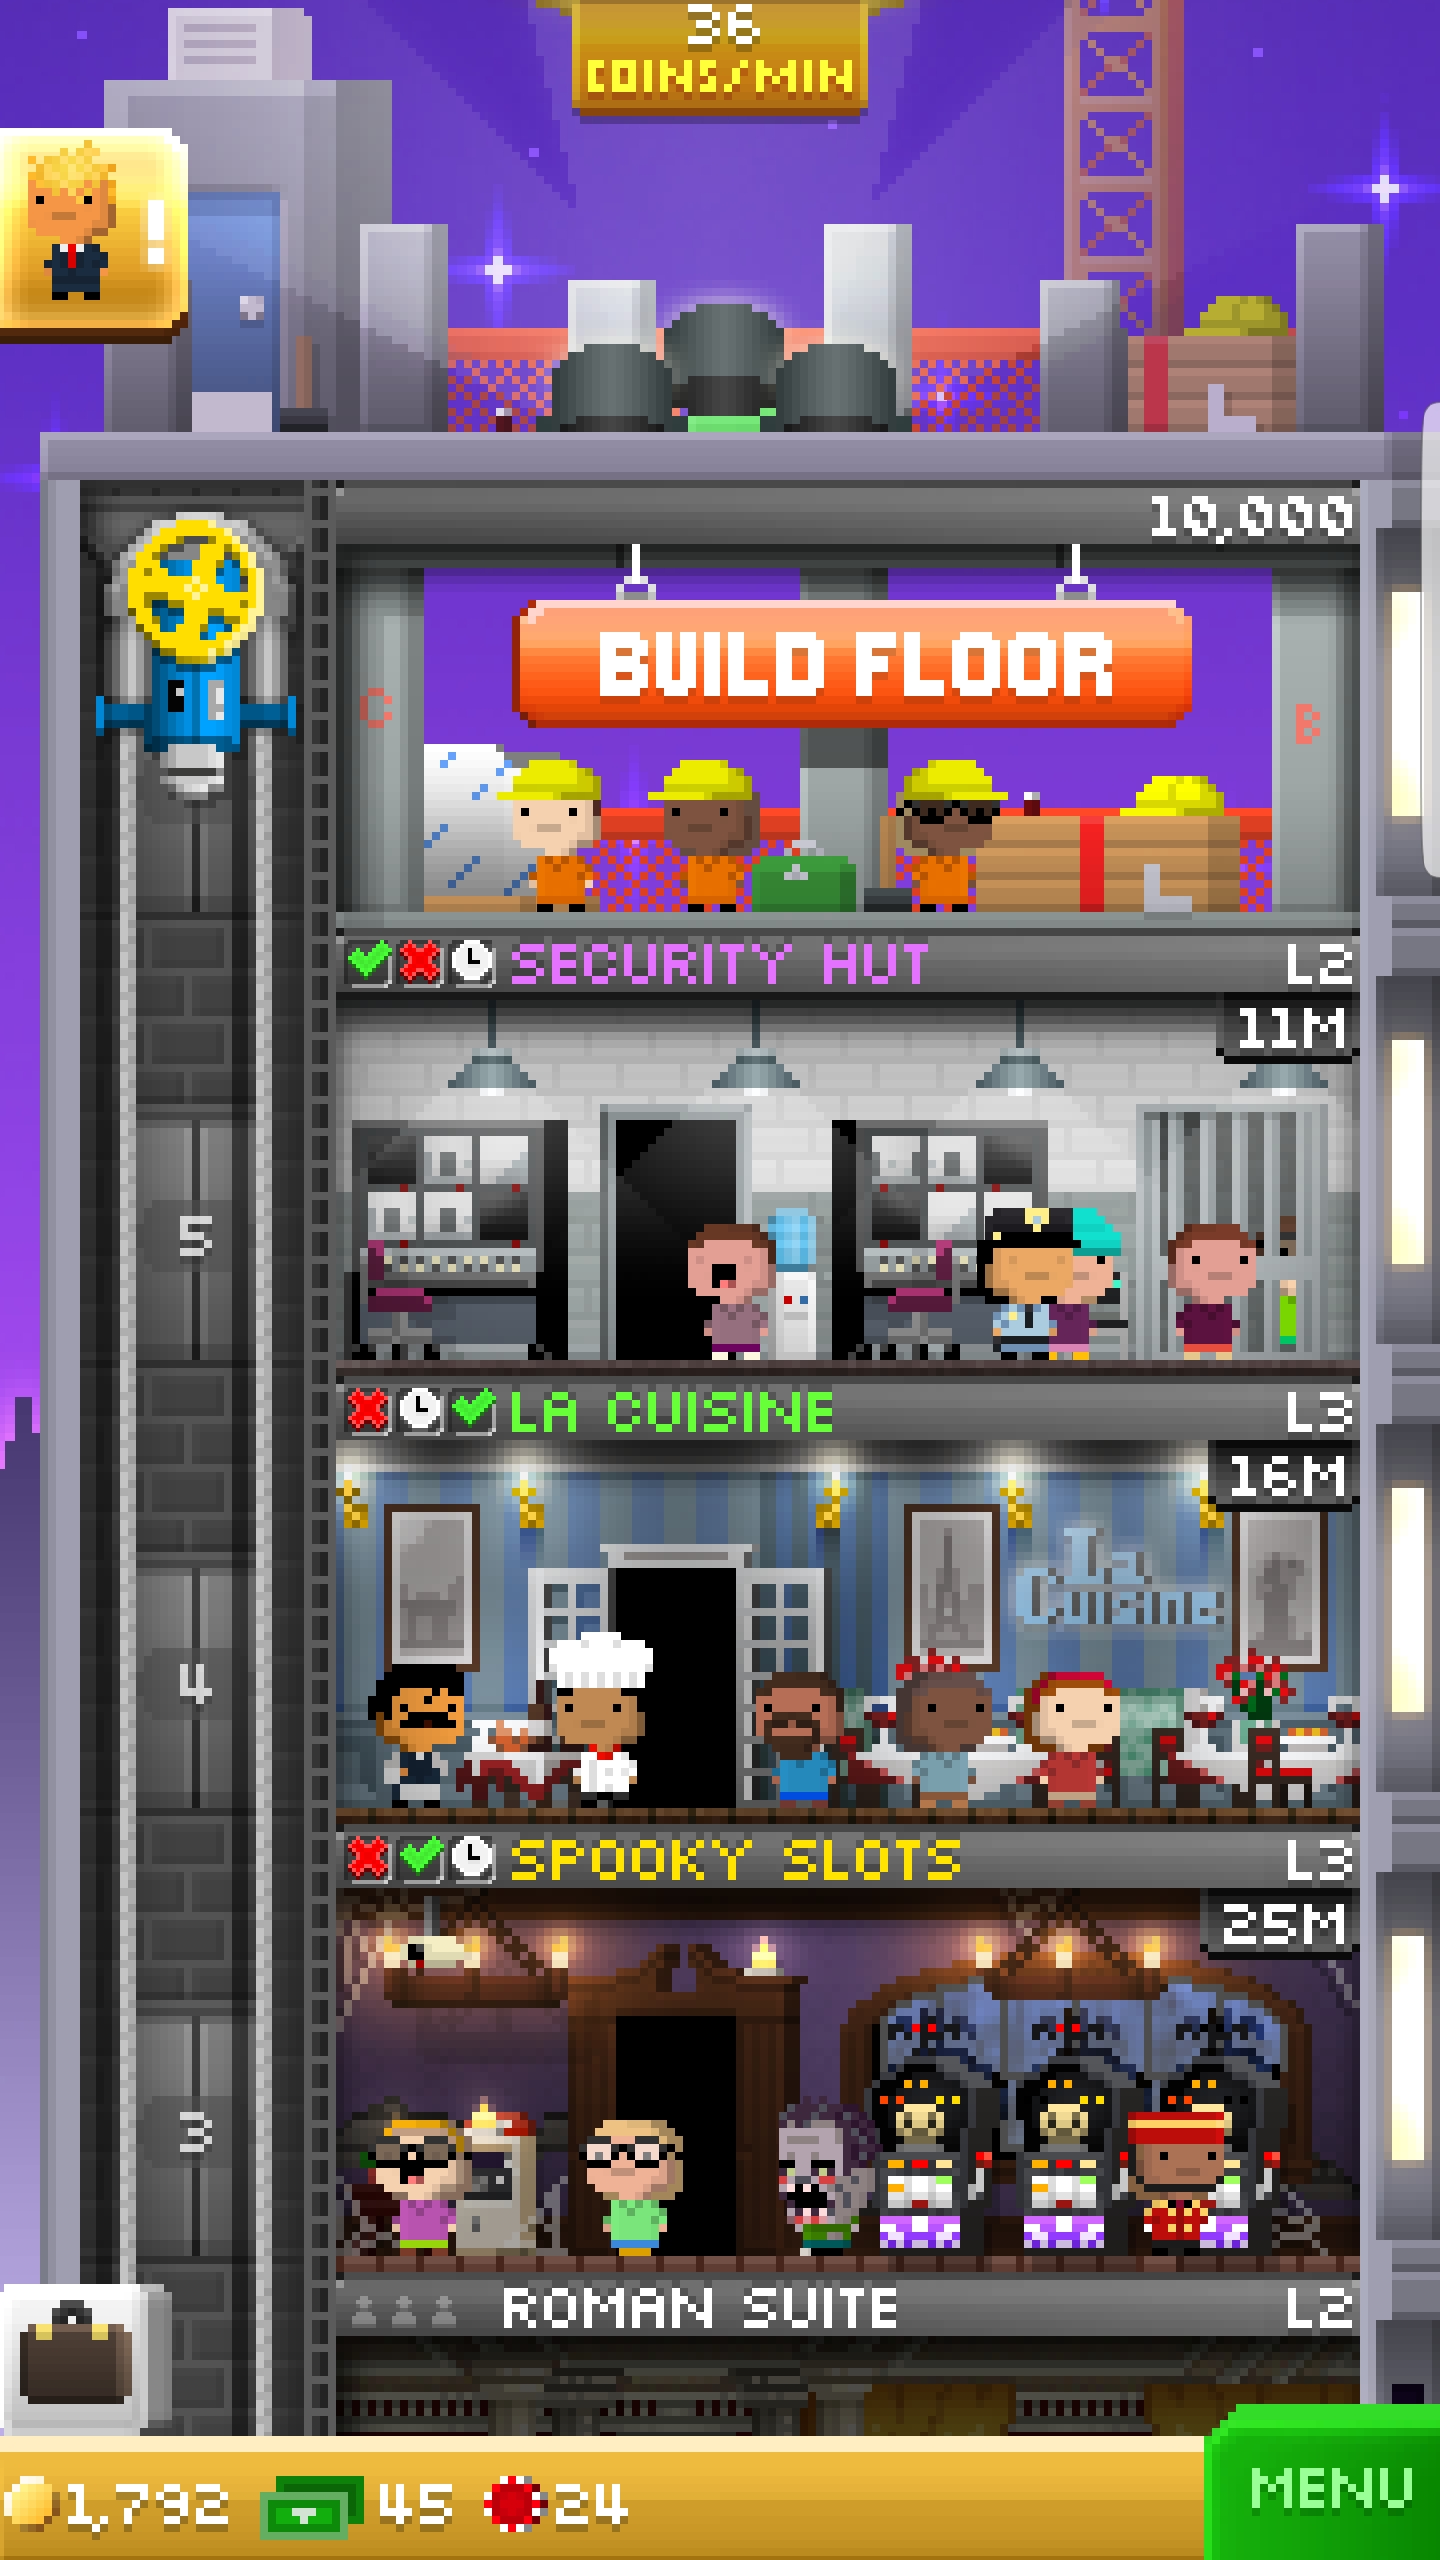 36
COINS/MIN
!
10,000
BUILD FLOOR
C
B
SECURITY HUT L2
11M
5
LA CUISINE L3
16M
La
Cuisine
4
SPOOKY SLOTS L3
25M
3
ROMAN SUITE L2
1,792 45 24
MENU